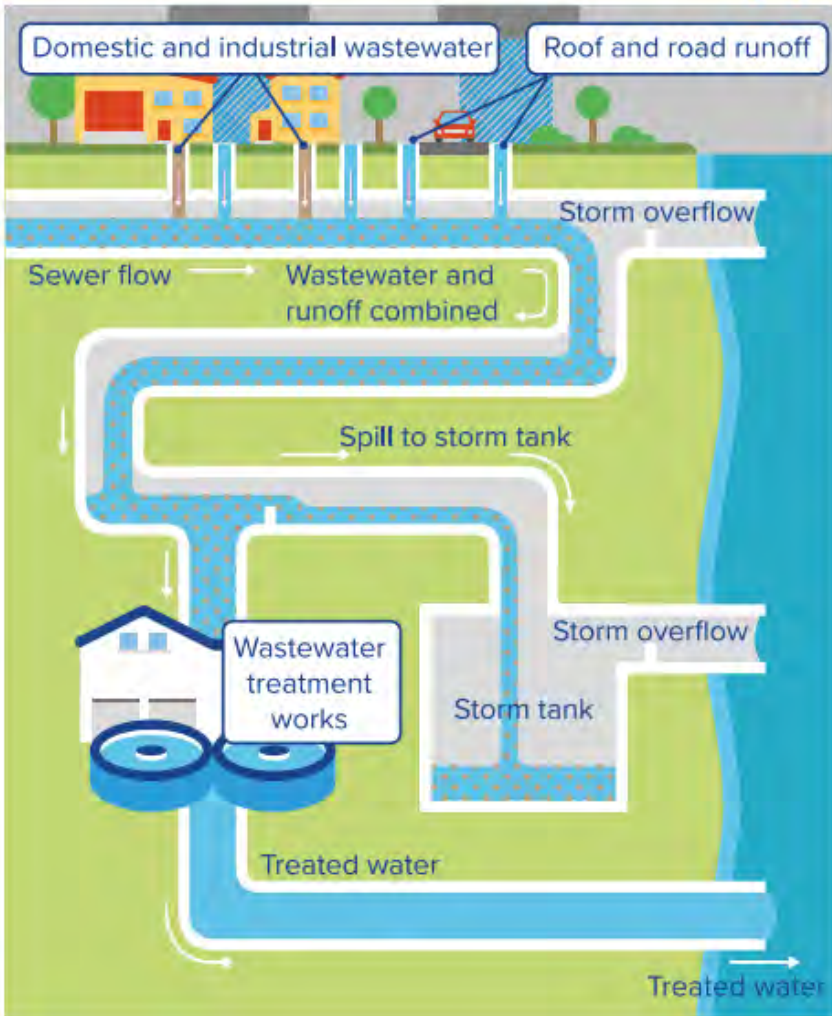 Domestic and industrial wastewater
Roof and road runoff
Storm overflow
Sewer flow
Wastewater and
runoff combined
Spill to storm tank
Storm overflow
Wastewater
treatment
works
Storm tank
Treated water
Treated water